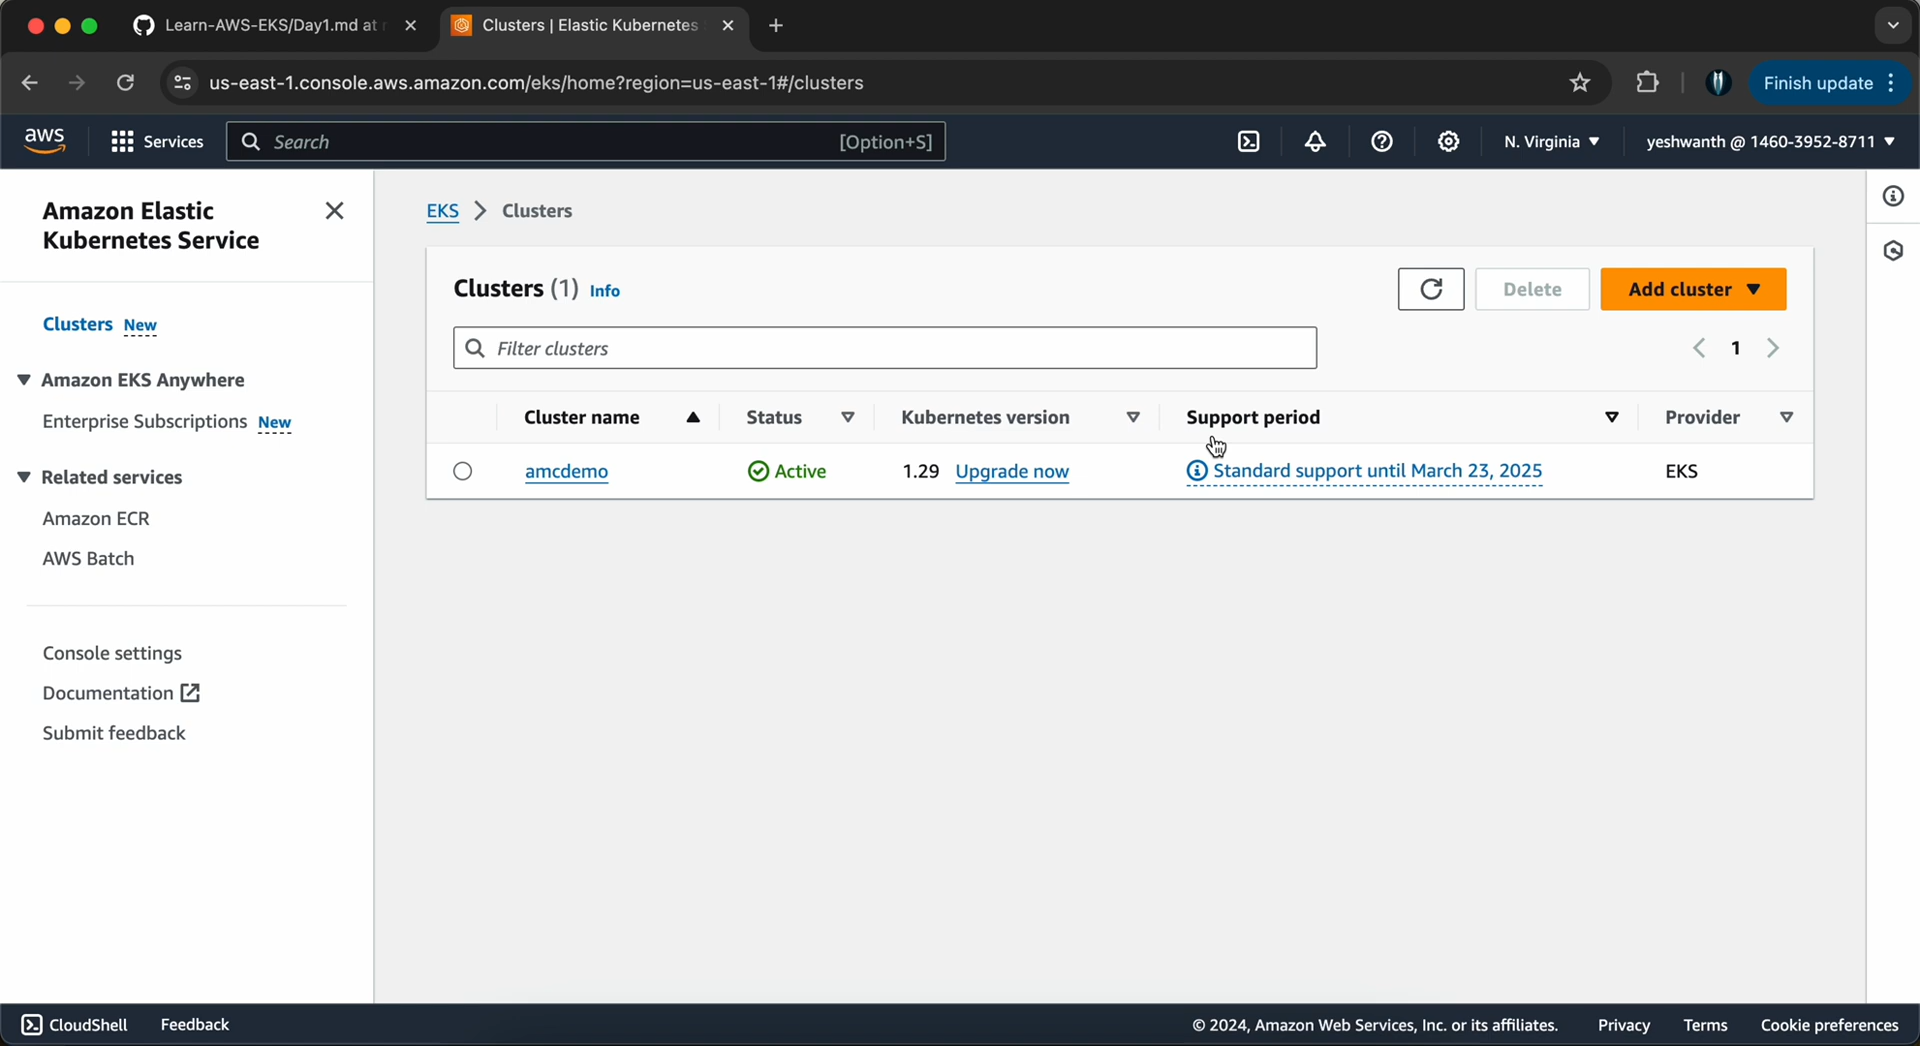 Learn-AWS-EKS/Day1.md at
Clusters | Elastic Kubernetes
us-east-1.console.aws.amazon.com/eks/home?region=us-east-1#/clusters
Finish update
aws
Services
Search
[Option+S]
N. Virginia
yeshwanth @ 1460-3952-8711
Amazon Elastic
Kubernetes Service
Clusters New
Amazon EKS Anywhere
Enterprise Subscriptions New
Related services
Amazon ECR
AWS Batch
Console settings
Documentation
Submit feedback
EKS > Clusters
Clusters (1) Info
Delete
Add cluster
Filter clusters
1
Cluster name
Status
Kubernetes version
Support period
Provider
amcdemo
Active
1.29 Upgrade now
Standard support until March 23, 2025
EKS
CloudShell
Feedback
© 2024, Amazon Web Services, Inc. or its affiliates.
Privacy
Terms
Cookie preferences